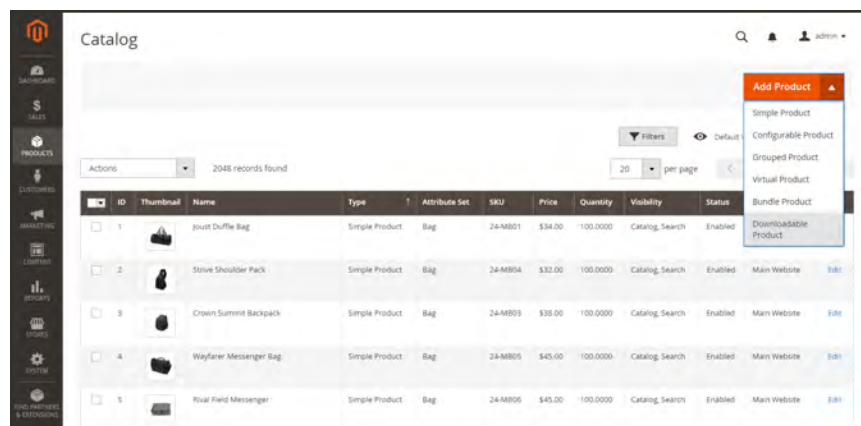 Catalog
admin
DASHBOARD
Add Product
$
SALES
Simple Product
PRODUCTS
Filters
Default
Configurable Product
Grouped Product
Actions
2048 records found
20
per page
Virtual Product
CUSTOMERS
ID Thumbnail Name Type ↑ Attribute Set SKU Price Quantity Visibility Status
Bundle Product
MARKETING
1 Joust Duffle Bag Simple Product Bag 24-MB01 $34.00 100.0000 Catalog, Search Enabled
Downloadable
Product
CONTENT
2 Strive Shoulder Pack Simple Product Bag 24-MB04 $32.00 100.0000 Catalog, Search Enabled Main Website Edit
REPORTS
3 Crown Summit Backpack Simple Product Bag 24-MB03 $38.00 100.0000 Catalog, Search Enabled Main Website Edit
STORES
4 Wayfarer Messenger Bag Simple Product Bag 24-MB05 $45.00 100.0000 Catalog, Search Enabled Main Website Edit
SYSTEM
5 Rival Field Messenger Simple Product Bag 24-MB06 $45.00 100.0000 Catalog, Search Enabled Main Website Edit
FIND PARTNERS
& EXTENSIONS